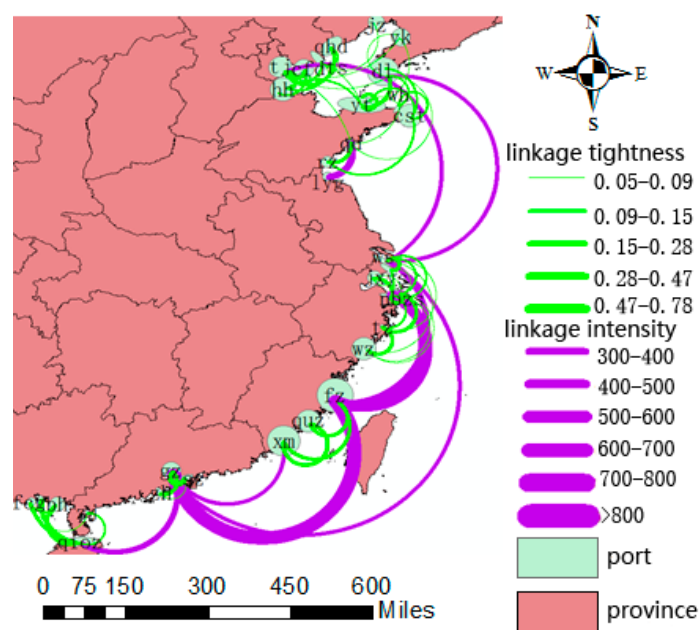 jz
yk
qhd
dl
hh
wh
yt
cst
qd
rz
lyg
ws
tz
wz
fz
quz
xm
gz
N
W E
S
linkage tightness
0.05-0.09
0.09-0.15
0.15-0.28
0.28-0.47
0.47-0.78
linkage intensity
300-400
400-500
500-600
600-700
700-800
>800
port
province
0 75 150 300 450 600
Miles